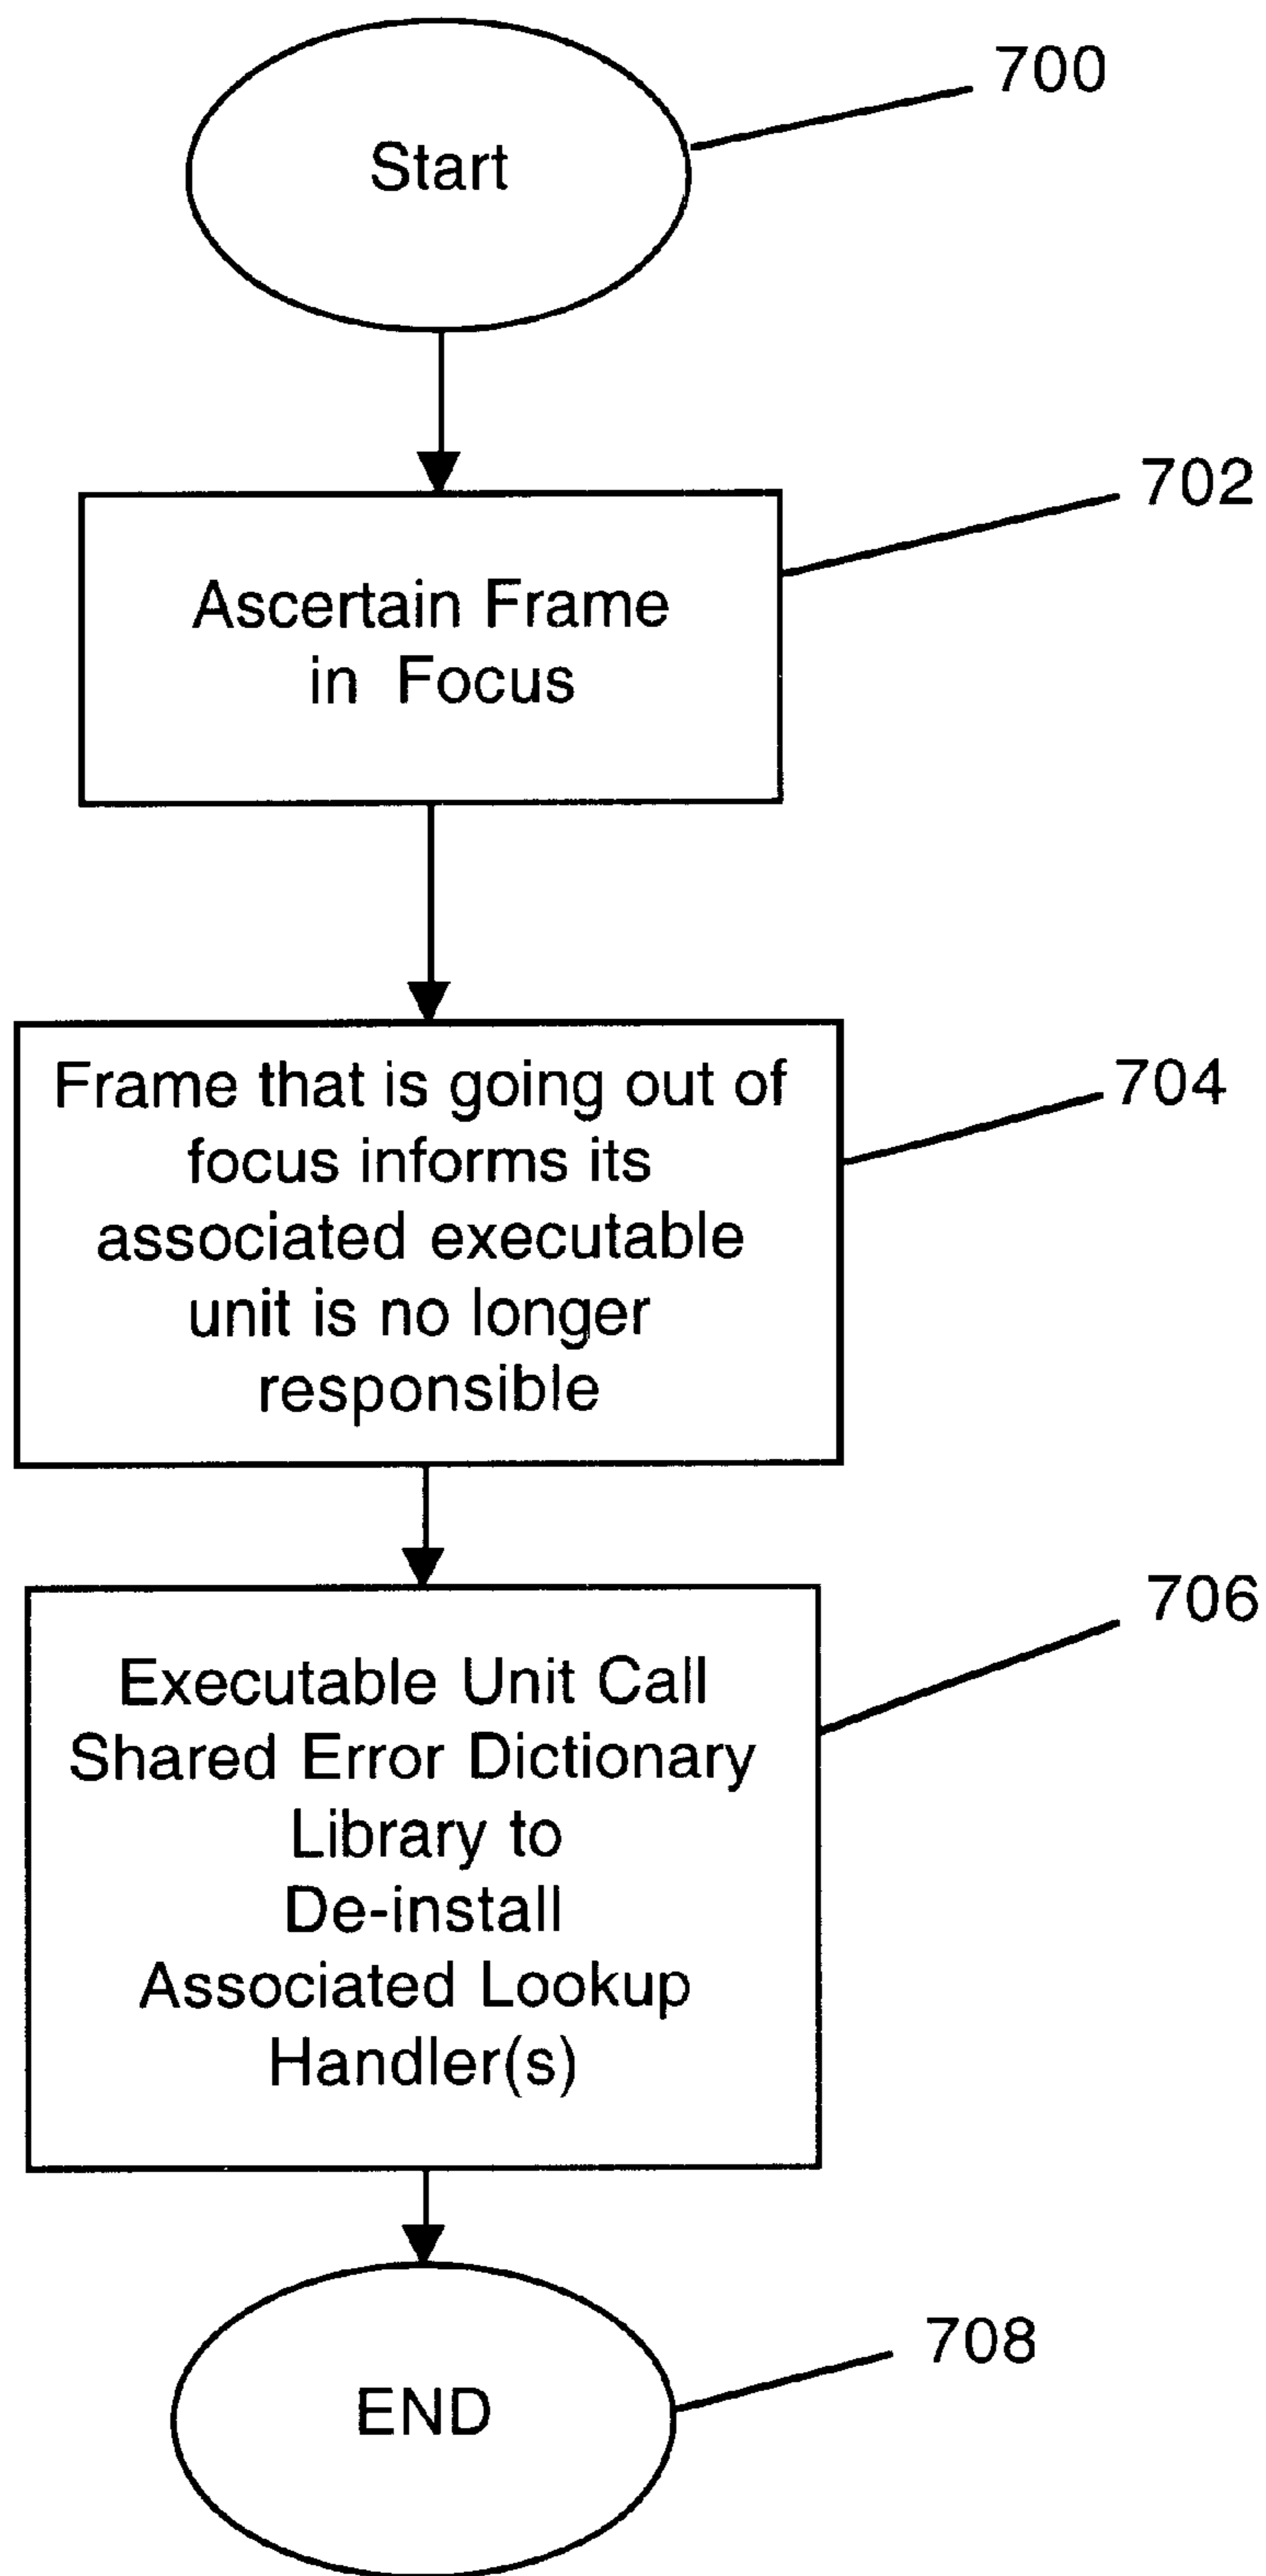 700
Start
702
Ascertain Frame
in Focus
704
Frame that is going out of
focus informs its
associated executable
unit is no longer
responsible
706
Executable Unit Call
Shared Error Dictionary
Library to
De-install
Associated Lookup
Handler(s)
708
END